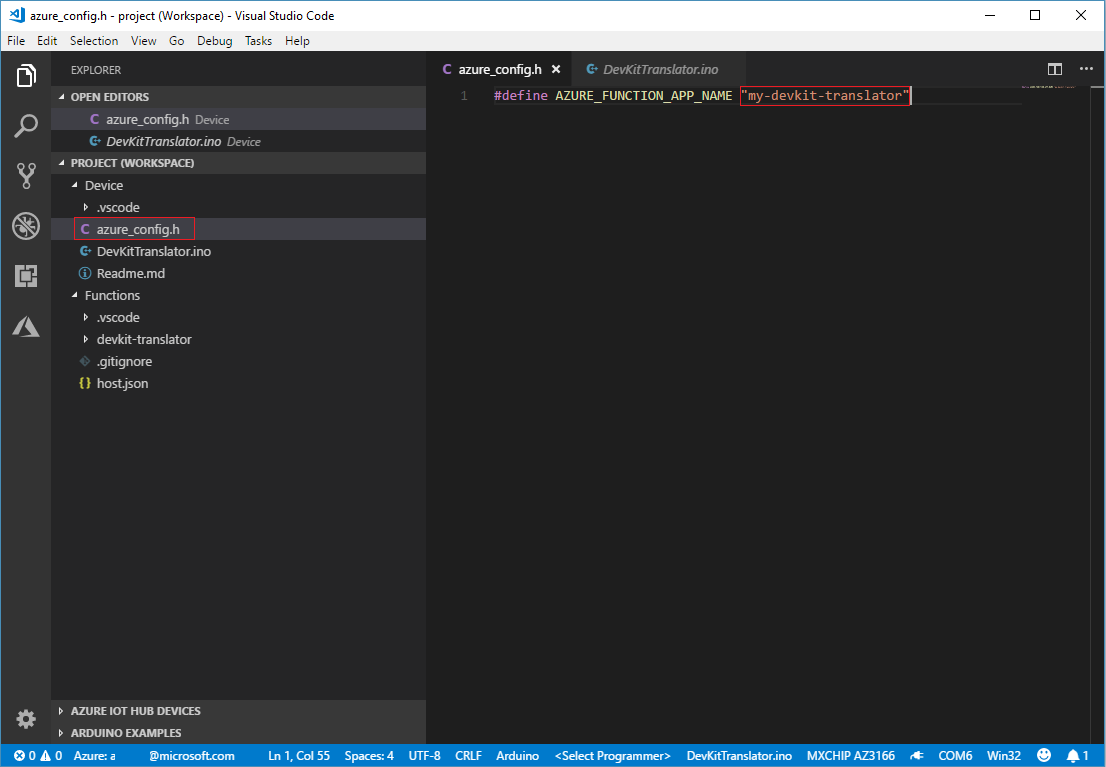 azure_config.h - project (Workspace) - Visual Studio Code
File Edit Selection View Go Debug Tasks Help
EXPLORER
OPEN EDITORS
azure_config.h Device
DevKitTranslator.ino Device
PROJECT (WORKSPACE)
Device
.vscode
azure_config.h
DevKitTranslator.ino
Readme.md
Functions
.vscode
devkit-translator
.gitignore
host.json
AZURE IOT HUB DEVICES
ARDUINO EXAMPLES
azure_config.h DevKitTranslator.ino
1 #define AZURE_FUNCTION_APP_NAME "my-devkit-translator"
0 0 Azure: a @microsoft.com Ln 1, Col 55 Spaces: 4 UTF-8 CRLF Arduino <Select Programmer> DevKitTranslator.ino MXCHIP AZ3166 COM6 Win32 1